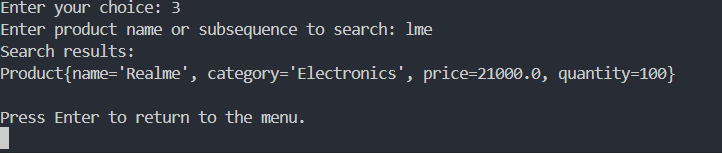 Enter your choice: 3
Enter product name or subsequence to search: lme
Search results:
Product{name='Realme', category='Electronics', price=21000.0, quantity=100}
Press Enter to return to the menu.